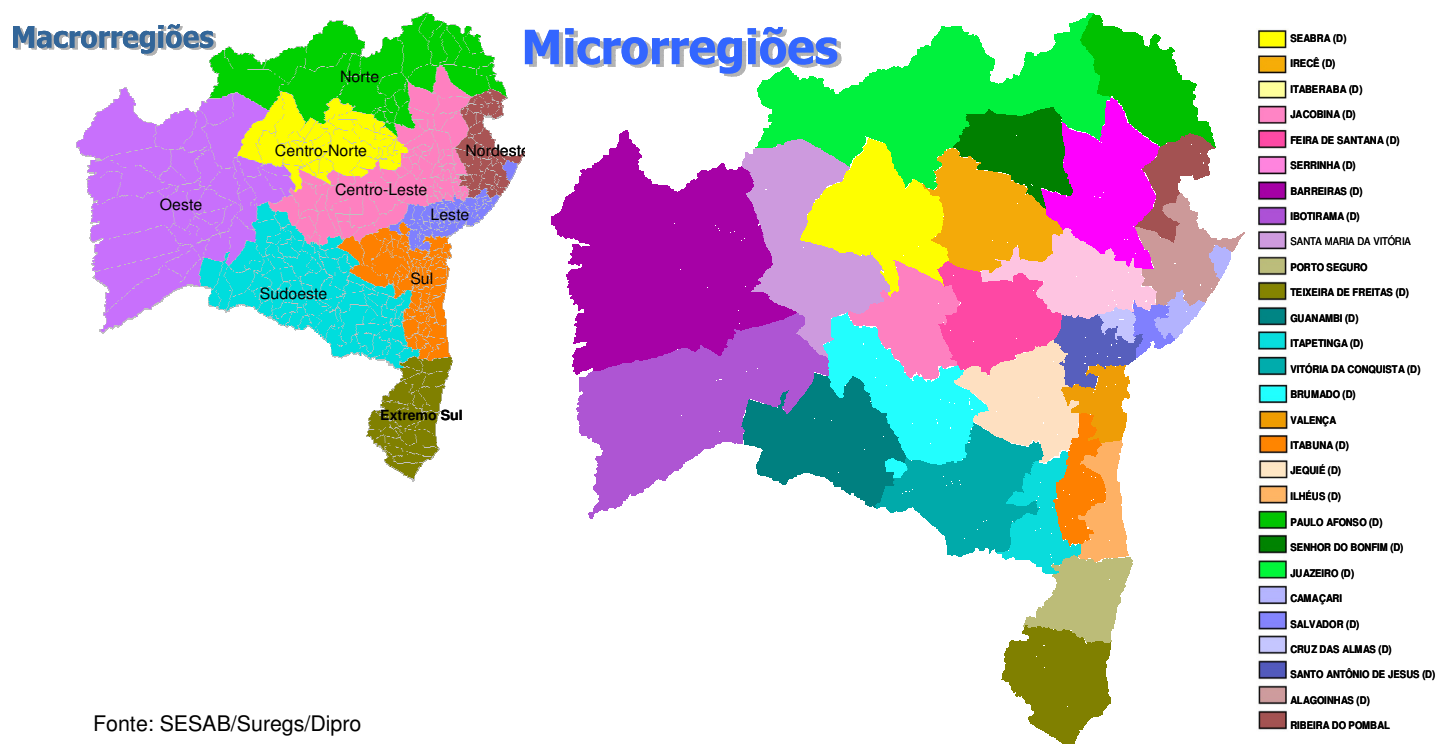 Macrorregiões
Norte
Centro-Norte
Nordeste
Centro-Leste
Oeste
Leste
Sul
Sudoeste
Extremo Sul
Fonte: SESAB/Suregs/Dipro
Microrregiões
SEABRA (D)
IRECÊ (D)
ITABERABA (D)
JACOBINA (D)
FEIRA DE SANTANA (D)
SERRINHA (D)
BARREIRAS (D)
IBOTIRAMA (D)
SANTA MARIA DA VITÓRIA
PORTO SEGURO
TEIXEIRA DE FREITAS (D)
GUANAMBI (D)
ITAPETINGA (D)
VITÓRIA DA CONQUISTA (D)
BRUMADO (D)
VALENÇA
ITABUNA (D)
JEQUIÉ (D)
ILHÉUS (D)
PAULO AFONSO (D)
SENHOR DO BONFIM (D)
JUAZEIRO (D)
CAMAÇARI
SALVADOR (D)
CRUZ DAS ALMAS (D)
SANTO ANTÔNIO DE JESUS (D)
ALAGOINHAS (D)
RIBEIRA DO POMBAL